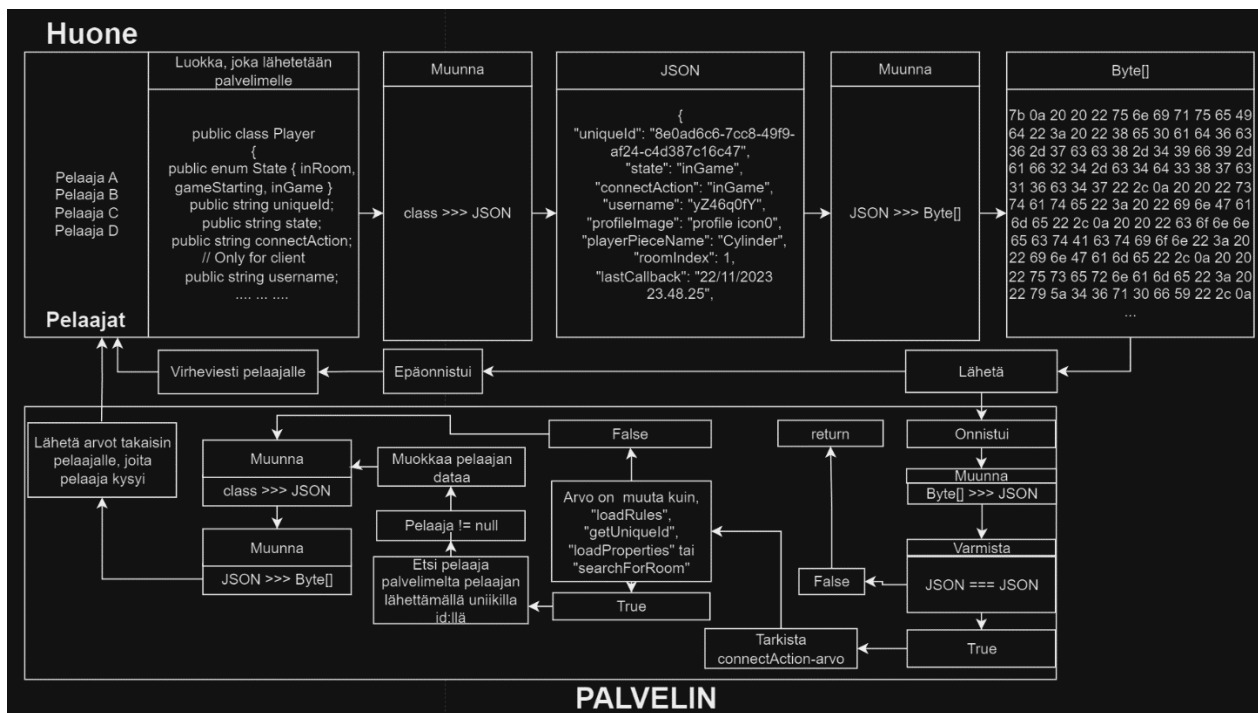 Huone
Pelaaja A
Pelaaja B
Pelaaja C
Pelaaja D
Pelaajat
Luokka, joka lähetetään
palvelimelle
public class Player
{
public enum State { inRoom,
gameStarting, inGame }
public string uniqueId;
public string state;
public string connectAction;
// Only for client
public string username;
.... ... ....
Muunna
class >>> JSON
JSON
{
"uniqueId": "8e0ad6c6-7cc8-49f9-
af24-c4d387c16c47",
"state": "inGame",
"connectAction": "inGame",
"username": "yZ46q0fY",
"profileImage": "profile icon0",
"playerPieceName": "Cylinder",
"roomIndex": 1,
"lastCallback": "22/11/2023
23.48.25",
Muunna
JSON >>> Byte[]
Byte[]
7b 0a 20 20 22 75 6e 69 71 75 65 49
64 22 3a 20 22 38 65 30 61 64 36 63
36 2d 37 63 63 38 2d 34 39 66 39 2d
61 66 32 34 2d 63 34 64 33 38 37 63
31 36 63 34 37 22 2c 0a 20 20 22 73
74 61 74 65 22 3a 20 22 69 6e 47 61
6d 65 22 2c 0a 20 20 22 63 6f 6e 6e
65 63 74 41 63 74 69 6f 6e 22 3a 20
22 69 6e 47 61 6d 65 22 2c 0a 20 20
22 75 73 65 72 6e 61 6d 65 22 3a 20
22 79 5a 34 36 71 30 66 59 22 2c 0a
...
Virheviesti pelaajalle
Epäonnistui
Lähetä
Lähetä arvot takaisin
pelaajalle, joita
pelaaja kysyi
Muunna
class >>> JSON
Muunna
JSON >>> Byte[]
Muokkaa pelaajan
dataa
Pelaaja != null
Etsi pelaaja
palvelimelta pelaajan
lähettämällä uniikilla
id:llä
False
Arvo on muuta kuin,
"loadRules",
"getUniqueId",
"loadProperties" tai
"searchForRoom"
True
return
False
Tarkista
connectAction-arvo
Onnistui
Muunna
Byte[] >>> JSON
Varmista
JSON === JSON
True
PALVELIN